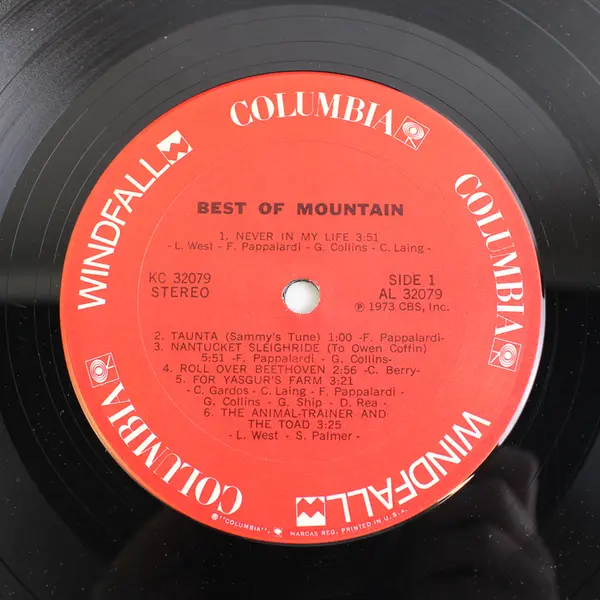 COLUMBIA
COLUMBIA
WINDFALL
BEST OF MOUNTAIN
1. NEVER IN MY LIFE 3:51
- L. West - F. Pappalardi - G. Collins - C. Laing -
KC 32079
STEREO
SIDE 1
AL 32079
℗ 1973 CBS, Inc.
2. TAUNTA (Sammy's Tune) 1:00 -F. Pappalardi-
3. NANTUCKET SLEIGHRIDE (To Owen Coffin)
5:51 -F. Pappalardi - G. Collins-
4. ROLL OVER BEETHOVEN 2:56 -C. Berry-
5. FOR YASGUR'S FARM 3:21
- C. Gardos - C. Laing - F. Pappalardi -
G. Collins - G. Ship - D. Rea -
6. THE ANIMAL-TRAINER AND
THE TOAD 3:25
- L. West - S. Palmer -
COLUMBIA
COLUMBIA
WINDFALL
®"COLUMBIA", MARCAS REG. PRINTED IN U.S.A.